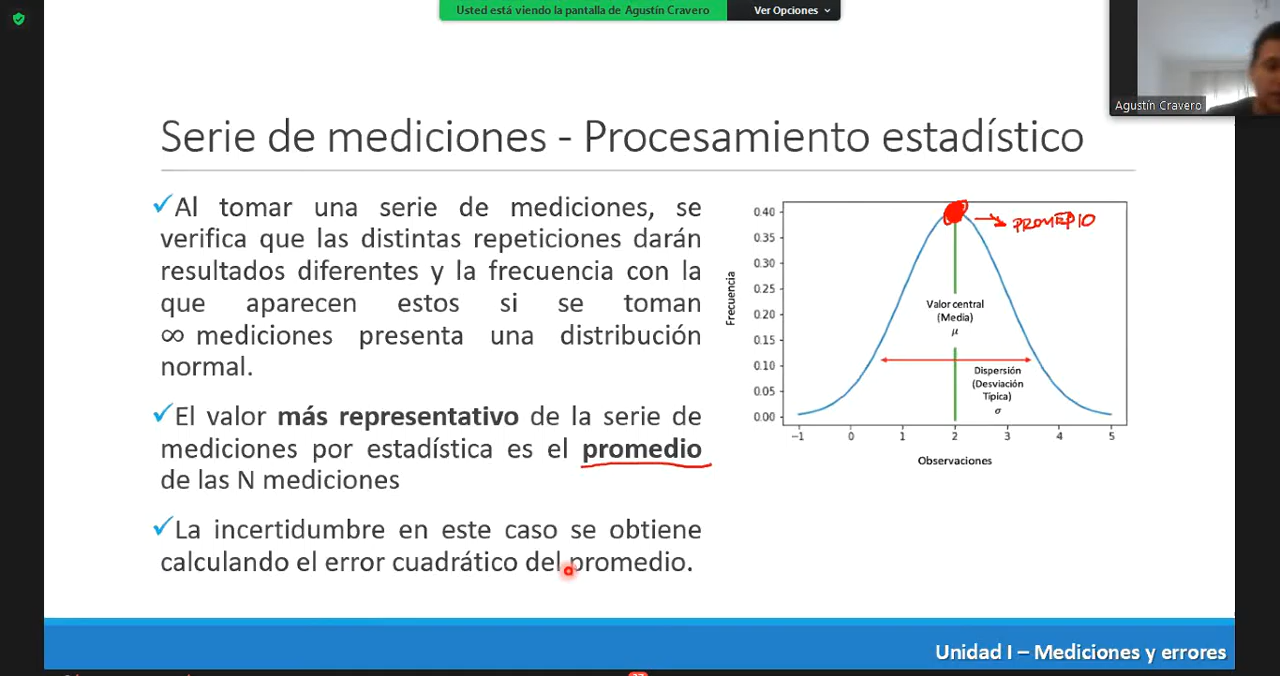 Usted está viendo la pantalla de Agustín Cravero
Ver Opciones
Agustín Cravero
Serie de mediciones - Procesamiento estadístico
✓Al tomar una serie de mediciones, se
verifica que las distintas repeticiones darán
resultados diferentes y la frecuencia con la
que aparecen estos si se toman
∞ mediciones presenta una distribución
normal.
✓El valor más representativo de la serie de
mediciones por estadística es el promedio
de las N mediciones
✓La incertidumbre en este caso se obtiene
calculando el error cuadrático del promedio.
0.40
0.35
0.30
0.25
0.20
0.15
0.10
0.05
0.00
Frecuencia
PROMEDIO
Valor central
(Media)
μ
Dispersión
(Desviación
Típica)
σ
−1 0 1 2 3 4 5
Observaciones
Unidad I – Mediciones y errores